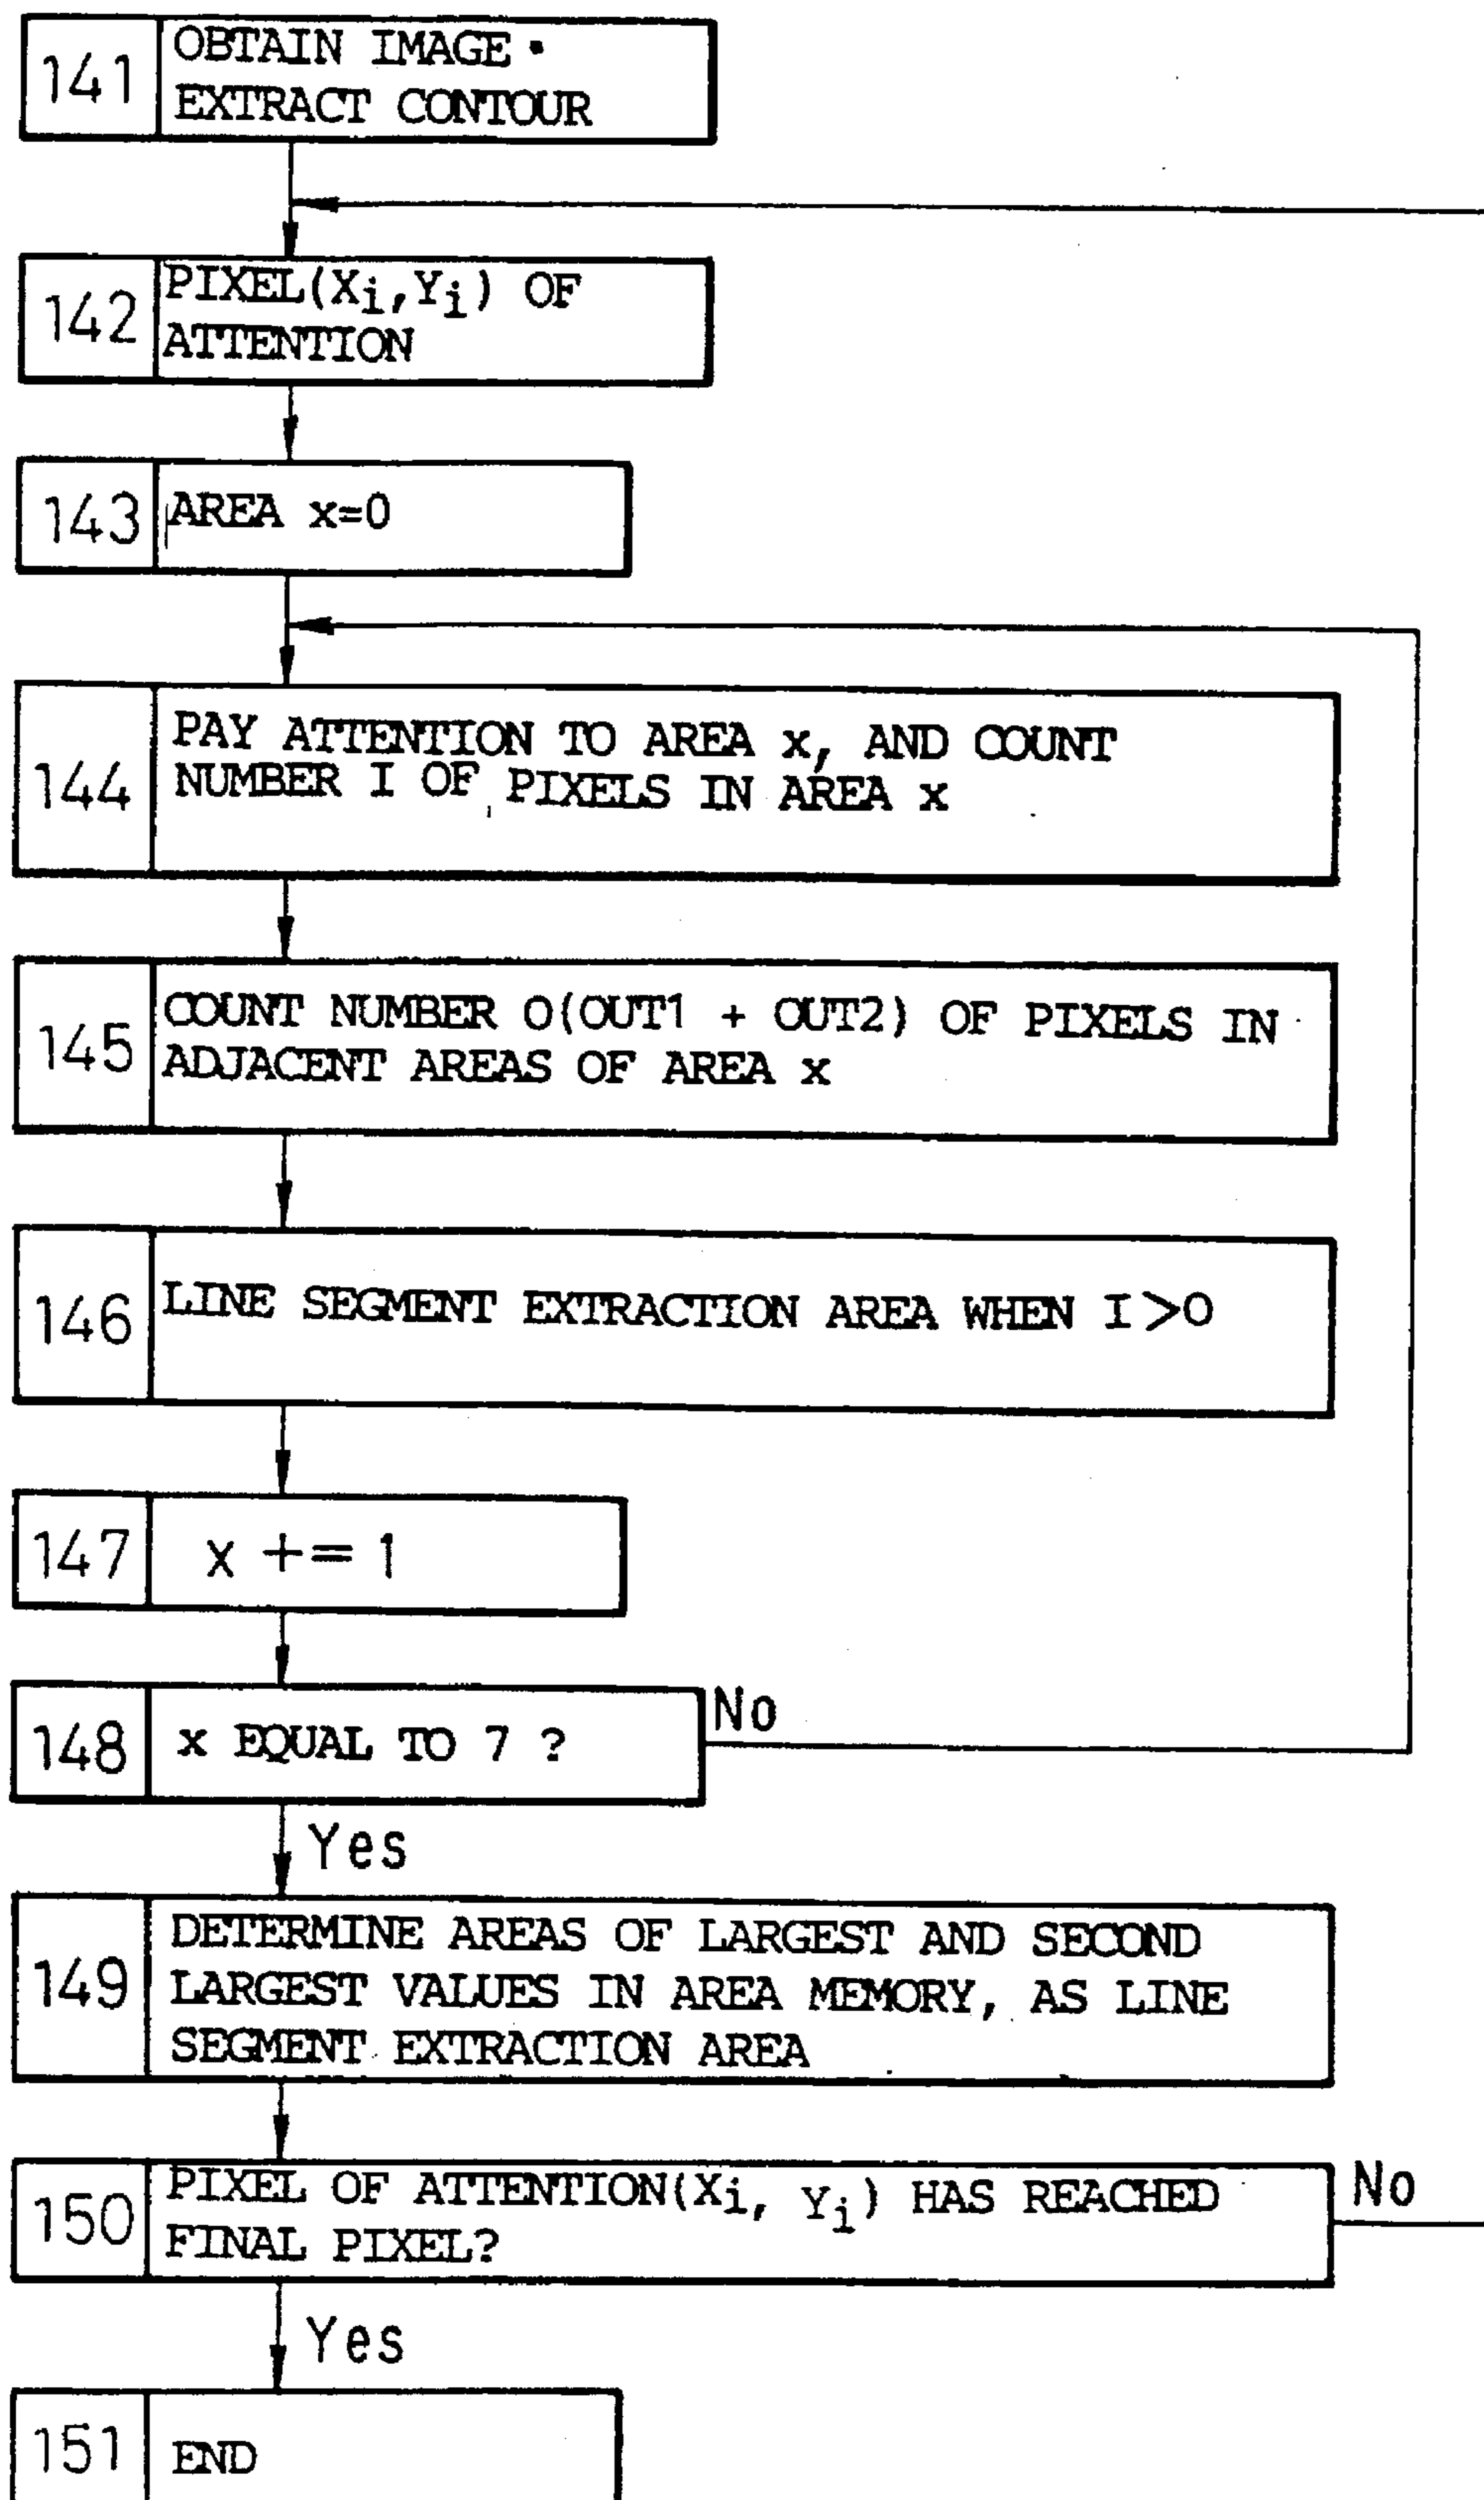 141 OBTAIN IMAGE·
EXTRACT CONTOUR
142 PIXEL(Xi,Yi) OF
ATTENTION
143 AREA x=0
144 PAY ATTENTION TO AREA x, AND COUNT
NUMBER I OF PIXELS IN AREA x
145 COUNT NUMBER O(OUT1 + OUT2) OF PIXELS IN
ADJACENT AREAS OF AREA x
146 LINE SEGMENT EXTRACTION AREA WHEN I>O
147 x += 1
148 x EQUAL TO 7 ?
No
Yes
149 DETERMINE AREAS OF LARGEST AND SECOND
LARGEST VALUES IN AREA MEMORY, AS LINE
SEGMENT EXTRACTION AREA
150 PIXEL OF ATTENTION(Xi, Yi) HAS REACHED
FINAL PIXEL?
No
Yes
151 END